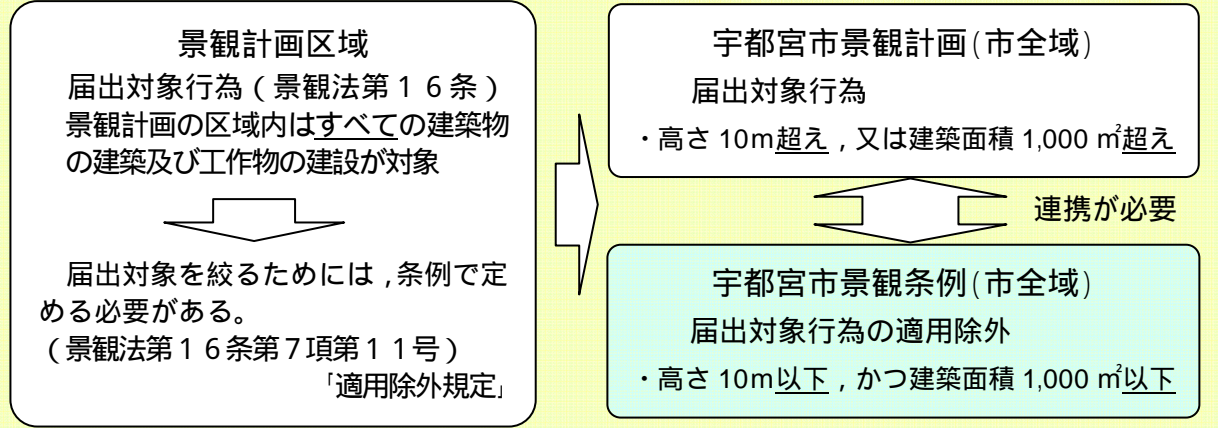 景観計画区域
届出対象行為（景観法第１６条）
景観計画の区域内はすべての建築物
の建築及び工作物の建設が対象
届出対象を絞るためには，条例で定
める必要がある。
（景観法第１６条第７項第１１号）
「適用除外規定」
宇都宮市景観計画(市全域)
届出対象行為
・高さ 10ｍ超え，又は建築面積 1,000 ㎡超え
連携が必要
宇都宮市景観条例(市全域)
届出対象行為の適用除外
・高さ 10ｍ以下，かつ建築面積 1,000 ㎡以下